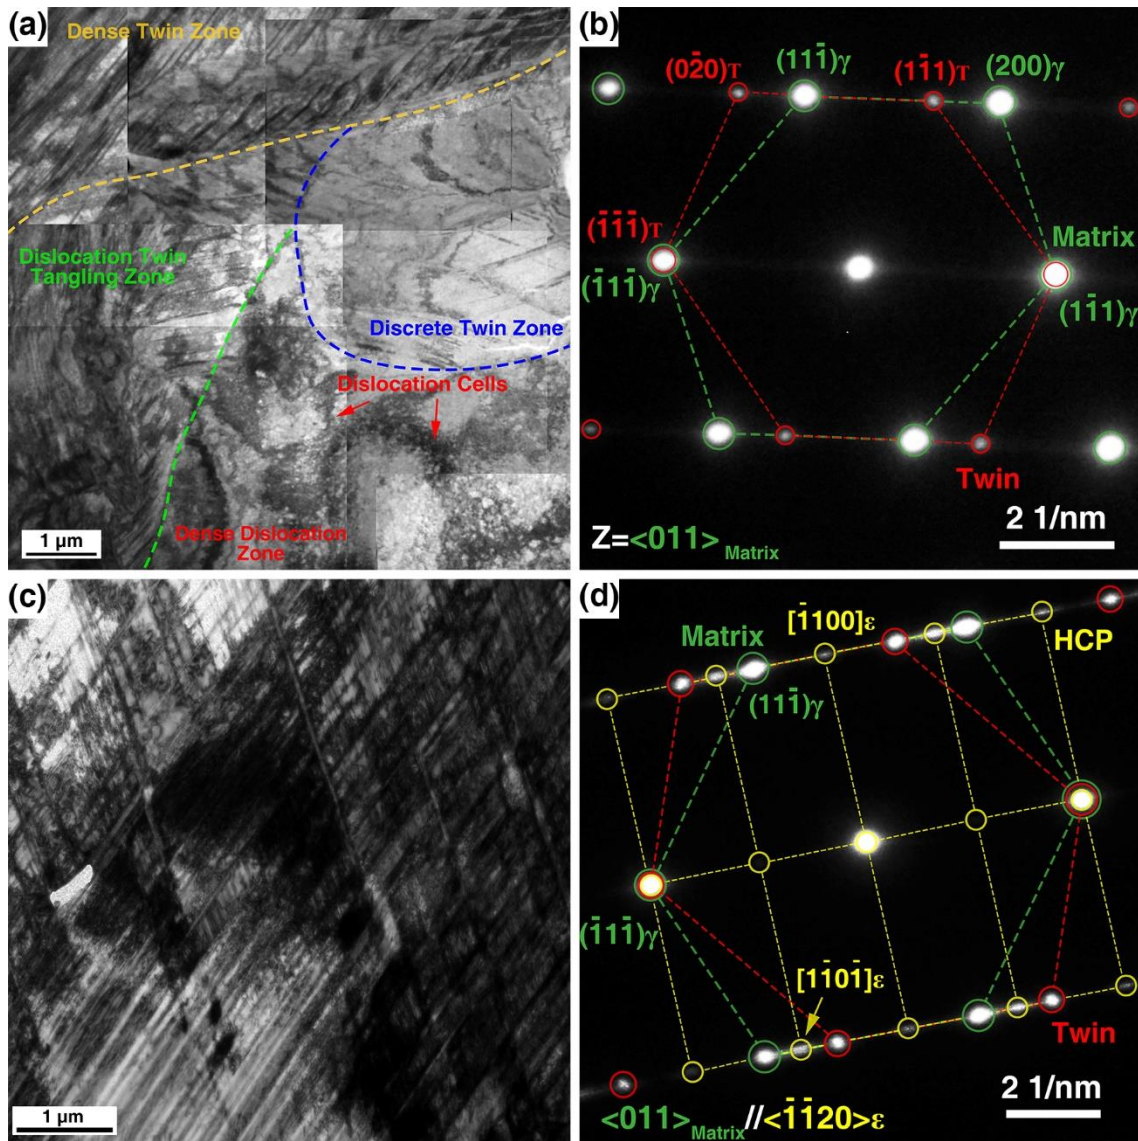 (a)
Dense Twin Zone
Dislocation Twin
Tangling Zone
Discrete Twin Zone
Dislocation Cells
Dense Dislocation
Zone
1 μm
(b)
(02̄0)T
(111̄)γ
(11̄1)T
(200)γ
(1̄1̄1̄)T
(1̄11̄)γ
Matrix
(11̄1)γ
Twin
2 1/nm
Z=<011>Matrix
(c)
1 μm
(d)
Matrix
[1̄100]ε
HCP
(111̄)γ
(1̄11̄)γ
[11̄01̄]ε
Twin
2 1/nm
<011>Matrix//<1̄1̄20>ε